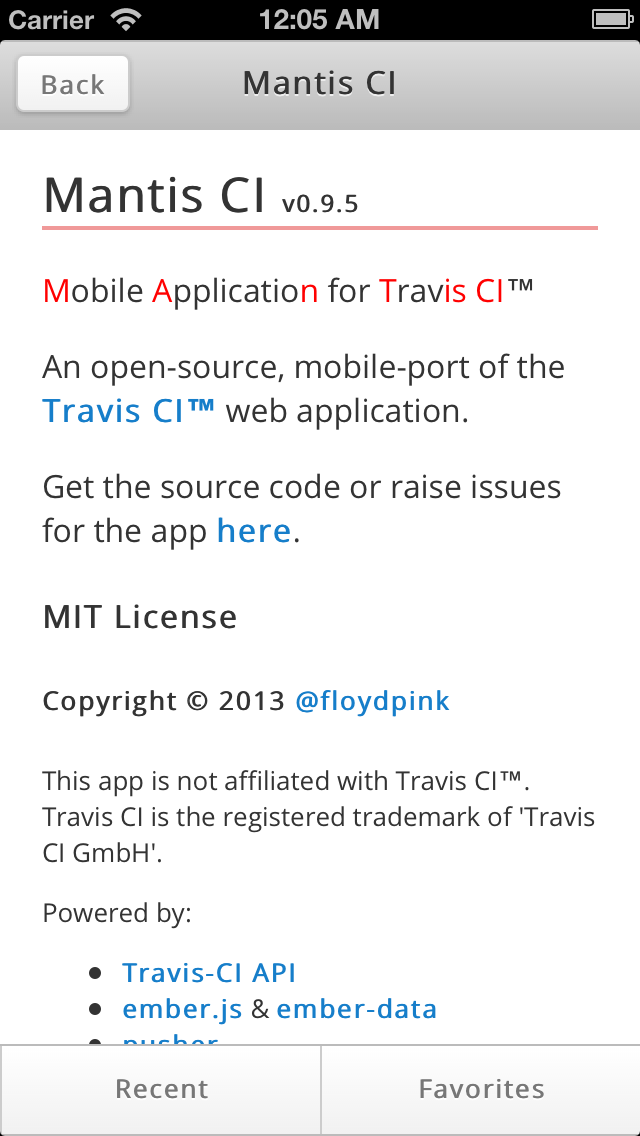 Carrier 12:05 AM
Back Mantis CI
Mantis CI v0.9.5
Mobile Application for Travis CI™
An open-source, mobile-port of the
Travis CI™ web application.
Get the source code or raise issues
for the app here.
MIT License
Copyright © 2013 @floydpink
This app is not affiliated with Travis CI™.
Travis CI is the registered trademark of 'Travis
CI GmbH'.
Powered by:
• Travis-CI API
• ember.js & ember-data
• pusher
Recent Favorites